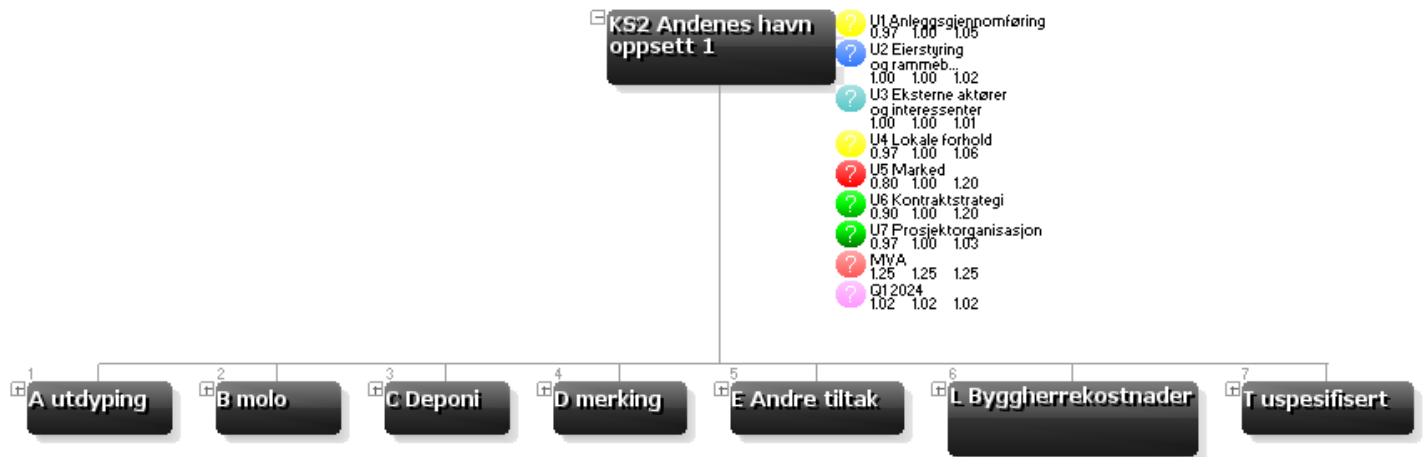 KS2 Andenes havn
oppsett 1
? U1 Anleggsgjennomføring
0.97 1.00 1.05
? U2 Eierstyring
og rammeb...
1.00 1.00 1.02
? U3 Eksterne aktører
og interessenter
1.00 1.00 1.01
? U4 Lokale forhold
0.97 1.00 1.06
? U5 Marked
0.80 1.00 1.20
? U6 Kontraktstrategi
0.90 1.00 1.20
? U7 Prosjektorganisasjon
0.97 1.00 1.03
? MVA
1.25 1.25 1.25
? Q1 2024
1.02 1.02 1.02
1 2 3 4 5 6 7
A utdyping B molo C Deponi D merking E Andre tiltak L Byggherrekostnader T uspesifisert